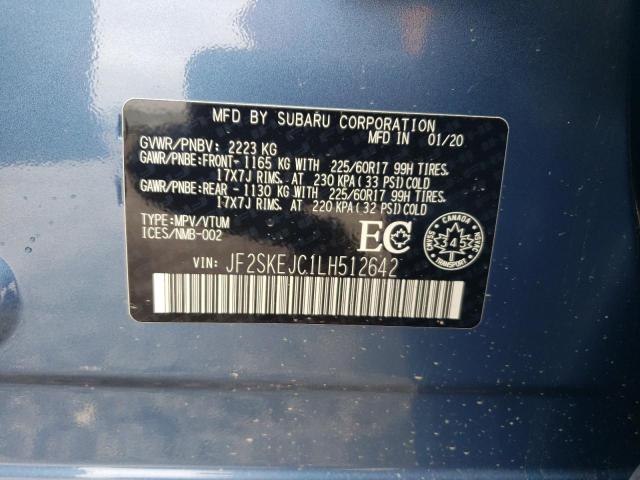 MFD BY SUBARU CORPORATION
MFD IN 01/20
GVWR/PNBV: 2223 KG
GAWR/PNBE:FRONT- 1165 KG WITH 225/60R17 99H TIRES.
17X7J RIMS. AT 230 KPA(33 PSI)COLD
GAWR/PNBE:REAR - 1130 KG WITH 225/60R17 99H TIRES.
17X7J RIMS. AT 220 KPA(32 PSI)COLD
TYPE:MPV/VTUM
ICES/NMB-002
EC
CANADA
345
TRANSPORT
VIN: JF2SKEJC1LH512642